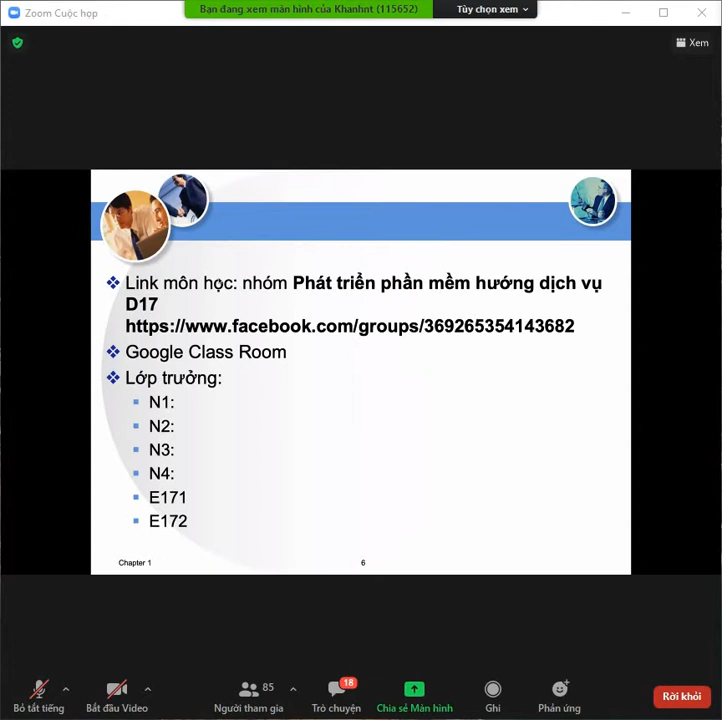 Zoom Cuộc họp
Bạn đang xem màn hình của Khanhnt (115652)
Tùy chọn xem
Xem
Link môn học: nhóm Phát triển phần mềm hướng dịch vụ
D17
https://www.facebook.com/groups/369265354143682
Google Class Room
Lớp trưởng:
N1:
N2:
N3:
N4:
E171
E172
Chapter 1
6
85
18
Bỏ tắt tiếng
Bắt đầu Video
Người tham gia
Trò chuyện
Chia sẻ Màn hình
Ghi
Phản ứng
Rời khỏi